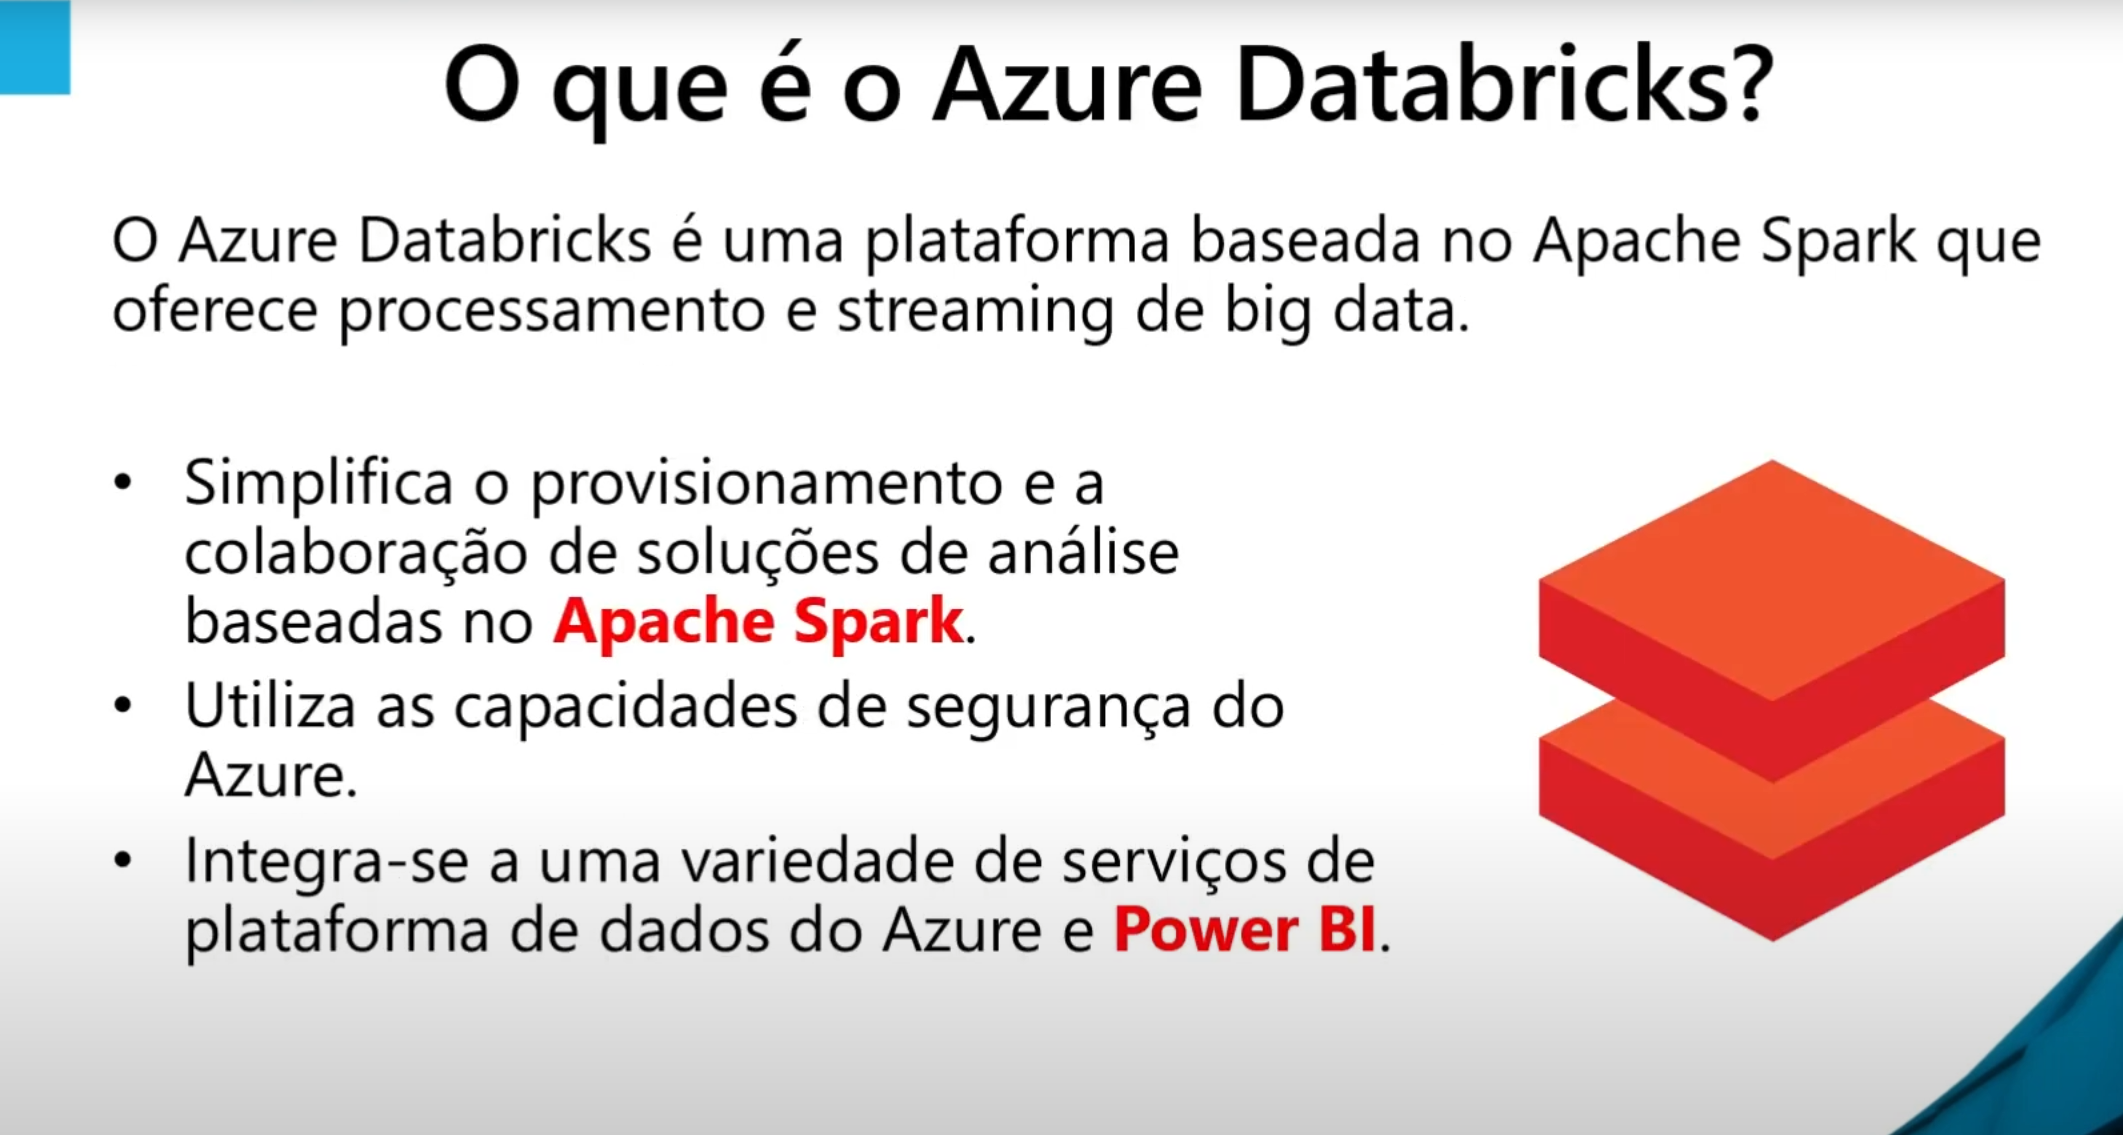 O que é o Azure Databricks?
O Azure Databricks é uma plataforma baseada no Apache Spark que
oferece processamento e streaming de big data.
• Simplifica o provisionamento e a
colaboração de soluções de análise
baseadas no Apache Spark.
• Utiliza as capacidades de segurança do
Azure.
• Integra-se a uma variedade de serviços de
plataforma de dados do Azure e Power BI.